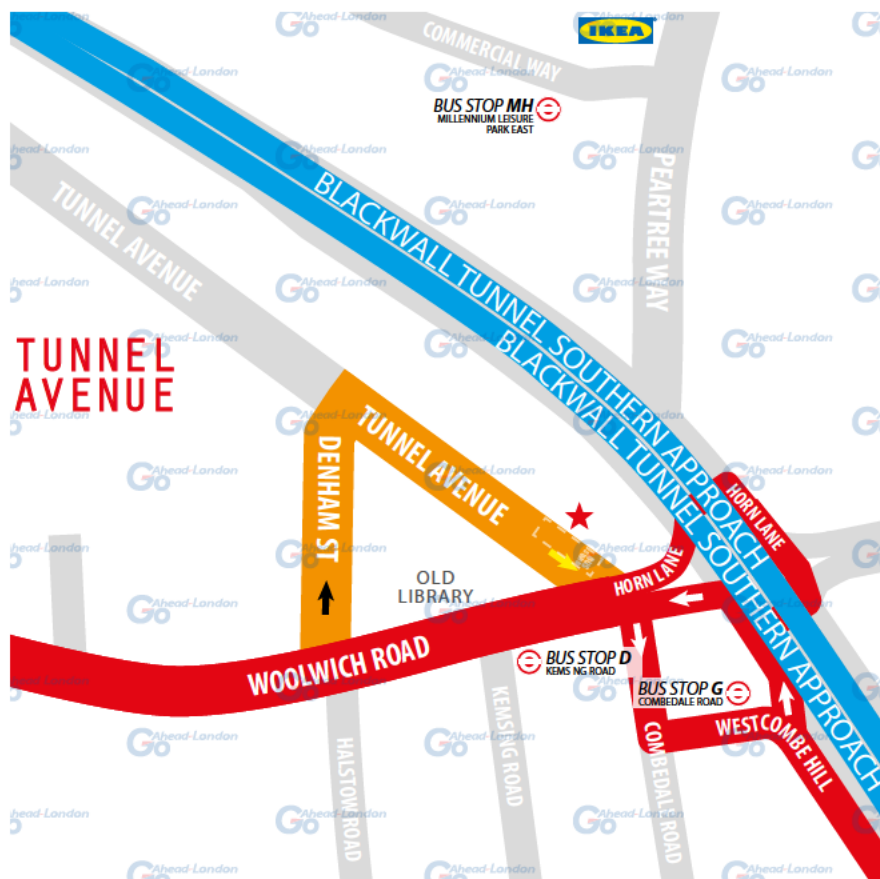 IKEA
COMMERCIAL WAY
BUS STOP MH
MILLENNIUM LEISURE
PARK EAST
PEARTREE WAY
BLACKWALL TUNNEL SOUTHERN APPROACH
BLACKWALL TUNNEL SOUTHERN APPROACH
TUNNEL AVENUE
TUNNEL
AVENUE
TUNNEL AVENUE
DENHAM ST
HORN LANE
HORN LANE
OLD
LIBRARY
WOOLWICH ROAD
BUS STOP D
KEMS NG ROAD
BUS STOP G
COMBEDALE ROAD
WESTCOMBE HILL
HALSTOW ROAD
KEMSING ROAD
COMBEDALE ROAD
Go Ahead-London